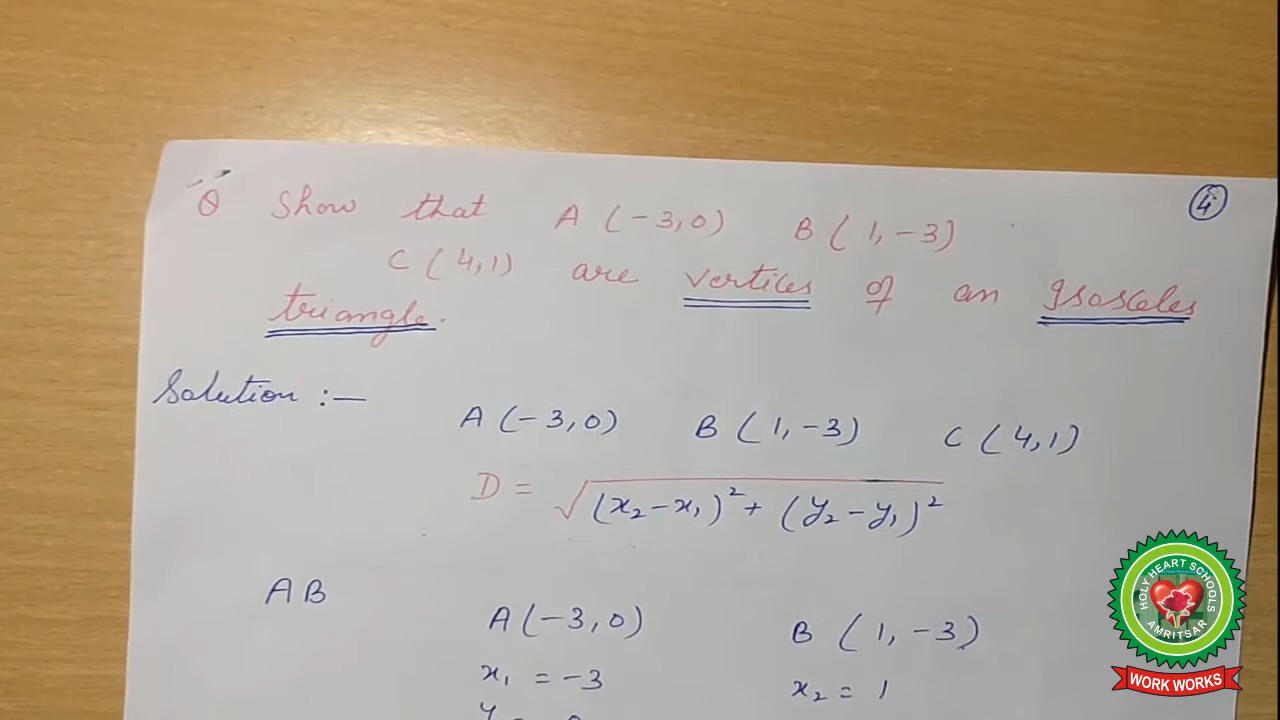 Q Show that A (-3,0) B (1,-3)
4
C (4,1) are vertices of an Isosceles
triangle.
Solution :—
A (-3,0) B (1,-3) C (4,1)
D = √(x₂-x₁)² + (y₂-y₁)²
AB
A (-3,0) B (1,-3)
x₁ = -3 x₂ = 1
HOLY HEART SCHOOLS
AMRITSAR
WORK WORKS